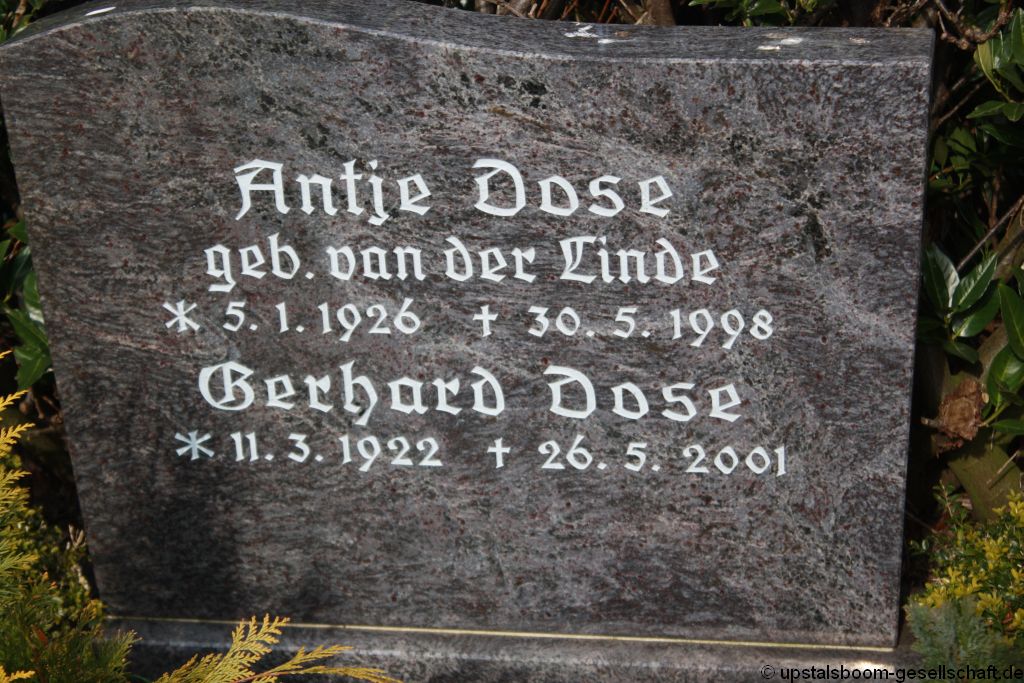 Antje Dose
geb. van der Linde
* 5. 1. 1926 † 30. 5. 1998
Gerhard Dose
* 11. 3. 1922 † 26. 5. 2001
© upstalsboom-gesellschaft.de